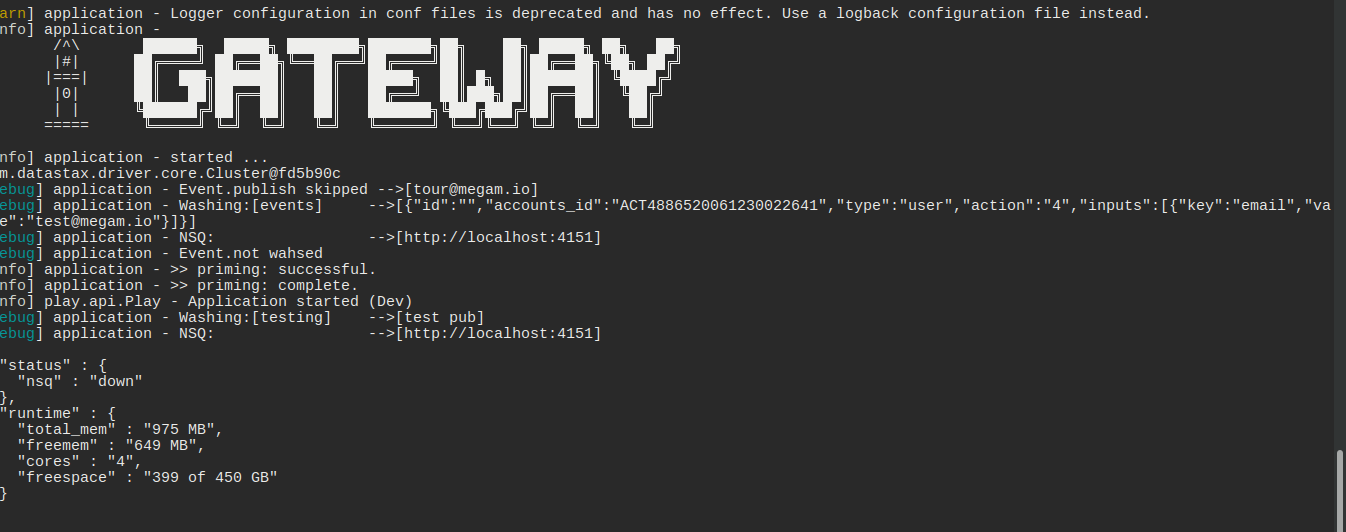 arn] application - Logger configuration in conf files is deprecated and has no effect. Use a logback configuration file instead.
nfo] application -
/^\
|#|
|===|
|0|
| |
=====
GATEWAY
nfo] application - started ...
m.datastax.driver.core.Cluster@fd5b90c
ebug] application - Event.publish skipped -->[tour@megam.io]
ebug] application - Washing:[events]     -->[{"id":"","accounts_id":"ACT4886520061230022641","type":"user","action":"4","inputs":[{"key":"email","va
e":"test@megam.io"}]}]
ebug] application - NSQ:                 -->[http://localhost:4151]
ebug] application - Event.not wahsed
nfo] application - >> priming: successful.
nfo] application - >> priming: complete.
nfo] play.api.Play - Application started (Dev)
ebug] application - Washing:[testing]    -->[test pub]
ebug] application - NSQ:                 -->[http://localhost:4151]
"status" : {
"nsq" : "down"
},
"runtime" : {
"total_mem" : "975 MB",
"freemem" : "649 MB",
"cores" : "4",
"freespace" : "399 of 450 GB"
}